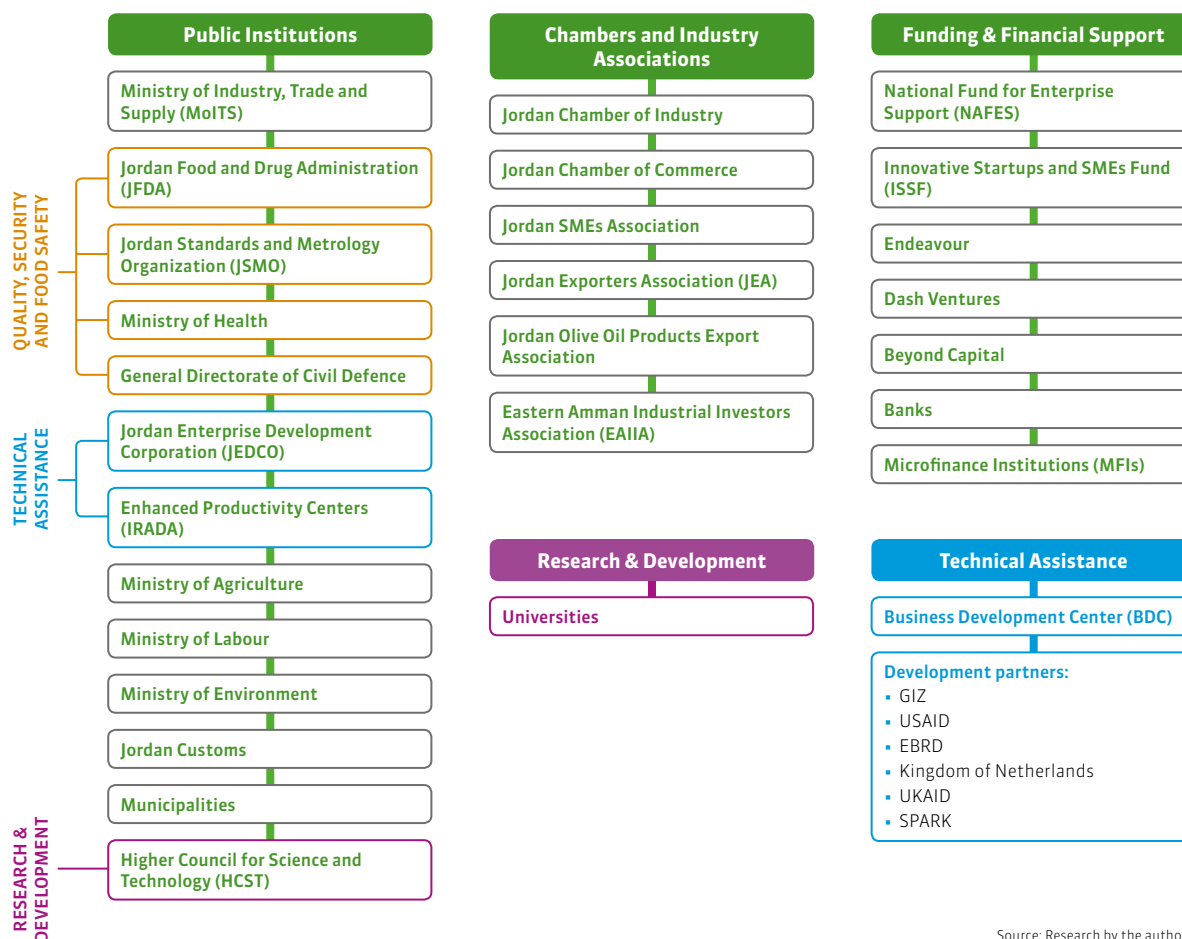 Public Institutions
Ministry of Industry, Trade and
Supply (MoITS)
Jordan Food and Drug Administration
(JFDA)
Jordan Standards and Metrology
Organization (JSMO)
Ministry of Health
General Directorate of Civil Defence
Jordan Enterprise Development
Corporation (JEDCO)
Enhanced Productivity Centers
(IRADA)
Ministry of Agriculture
Ministry of Labour
Ministry of Environment
Jordan Customs
Municipalities
Higher Council for Science and
Technology (HCST)
QUALITY, SECURITY
AND FOOD SAFETY
TECHNICAL
ASSISTANCE
RESEARCH &
DEVELOPMENT
Chambers and Industry
Associations
Jordan Chamber of Industry
Jordan Chamber of Commerce
Jordan SMEs Association
Jordan Exporters Association (JEA)
Jordan Olive Oil Products Export
Association
Eastern Amman Industrial Investors
Association (EAIIA)
Research & Development
Universities
Funding & Financial Support
National Fund for Enterprise
Support (NAFES)
Innovative Startups and SMEs Fund
(ISSF)
Endeavour
Dash Ventures
Beyond Capital
Banks
Microfinance Institutions (MFIs)
Technical Assistance
Business Development Center (BDC)
Development partners:
▪ GIZ
▪ USAID
▪ EBRD
▪ Kingdom of Netherlands
▪ UKAID
▪ SPARK
Source: Research by the autho